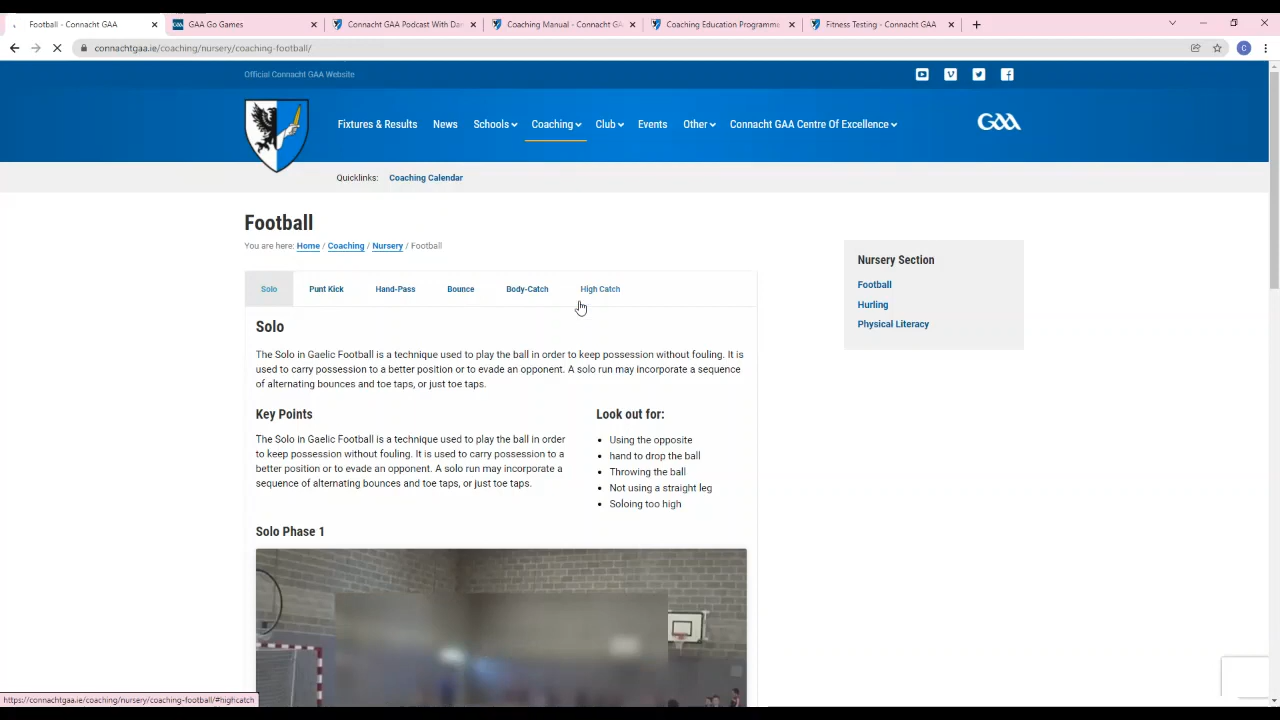 Football - Connacht GAA
GAA Go Games
Connacht GAA Podcast With Da
Coaching Manual - Connacht GA
Coaching Education Programme
Fitness Testing - Connacht GAA
connachtgaa.ie/coaching/nursery/coaching-football/
C
Official Connacht GAA Website
Fixtures & Results News Schools Coaching Club Events Other Connacht GAA Centre Of Excellence
GAA
Quicklinks: Coaching Calendar
Football
You are here: Home / Coaching / Nursery / Football
Solo Punt Kick Hand-Pass Bounce Body-Catch High Catch
Solo
The Solo in Gaelic Football is a technique used to play the ball in order to keep possession without fouling. It is
used to carry possession to a better position or to evade an opponent. A solo run may incorporate a sequence
of alternating bounces and toe taps, or just toe taps.
Key Points
The Solo in Gaelic Football is a technique used to play the ball in order
to keep possession without fouling. It is used to carry possession to a
better position or to evade an opponent. A solo run may incorporate a
sequence of alternating bounces and toe taps, or just toe taps.
Look out for:
Using the opposite
hand to drop the ball
Throwing the ball
Not using a straight leg
Soloing too high
Solo Phase 1
Nursery Section
Football
Hurling
Physical Literacy
https://connachtgaa.ie/coaching/nursery/coaching-football/#highcatch